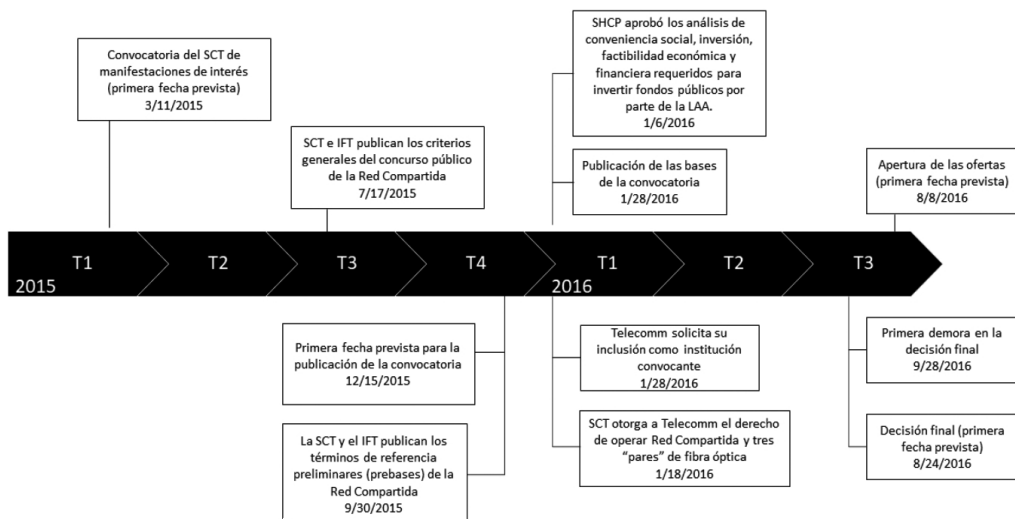 Convocatoria del SCT de
manifestaciones de interés
(primera fecha prevista)
3/11/2015
SCT e IFT publican los criterios
generales del concurso público
de la Red Compartida
7/17/2015
SHCP aprobó los análisis de
conveniencia social, inversión,
factibilidad económica y
financiera requeridos para
invertir fondos públicos por
parte de la LAA.
1/6/2016
Publicación de las bases
de la convocatoria
1/28/2016
Apertura de las ofertas
(primera fecha prevista)
8/8/2016
T1
T2
T3
T4
T1
T2
T3
2015
2016
Primera fecha prevista para la
publicación de la convocatoria
12/15/2015
La SCT y el IFT publican los
términos de referencia
preliminares (prebases) de la
Red Compartida
9/30/2015
Telecomm solicita su
inclusión como institución
convocante
1/28/2016
SCT otorga a Telecomm el derecho
de operar Red Compartida y tres
"pares" de fibra óptica
1/18/2016
Primera demora en la
decisión final
9/28/2016
Decisión final (primera
fecha prevista)
8/24/2016